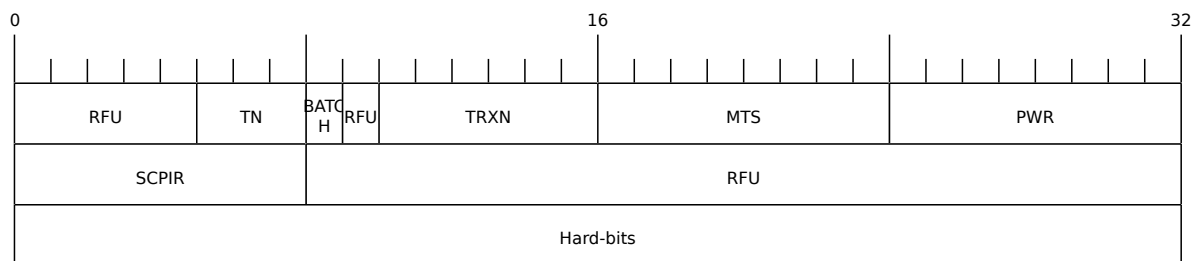 0 16 32
RFU TN BATC
H RFU TRXN MTS PWR
SCPIR RFU
Hard-bits